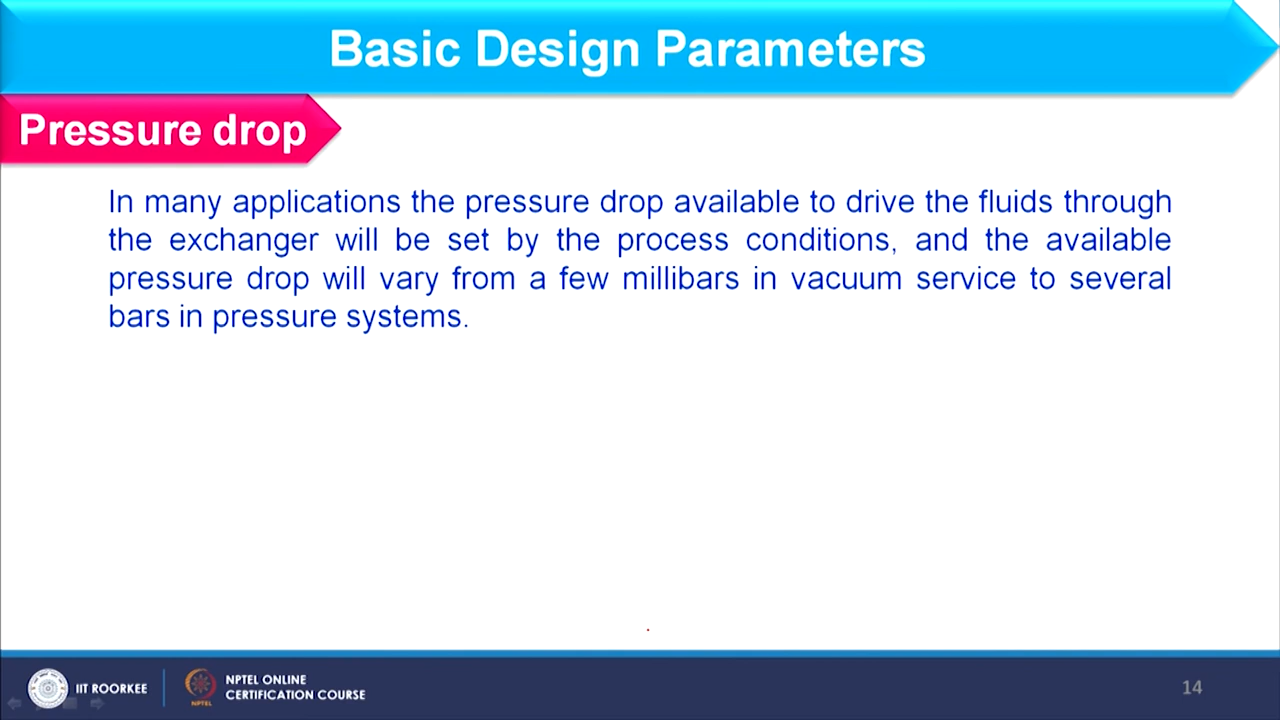 Basic Design Parameters
Pressure drop
In many applications the pressure drop available to drive the fluids through
the exchanger will be set by the process conditions, and the available
pressure drop will vary from a few millibars in vacuum service to several
bars in pressure systems.
IIT ROORKEE
NPTEL
NPTEL ONLINE
CERTIFICATION COURSE
14